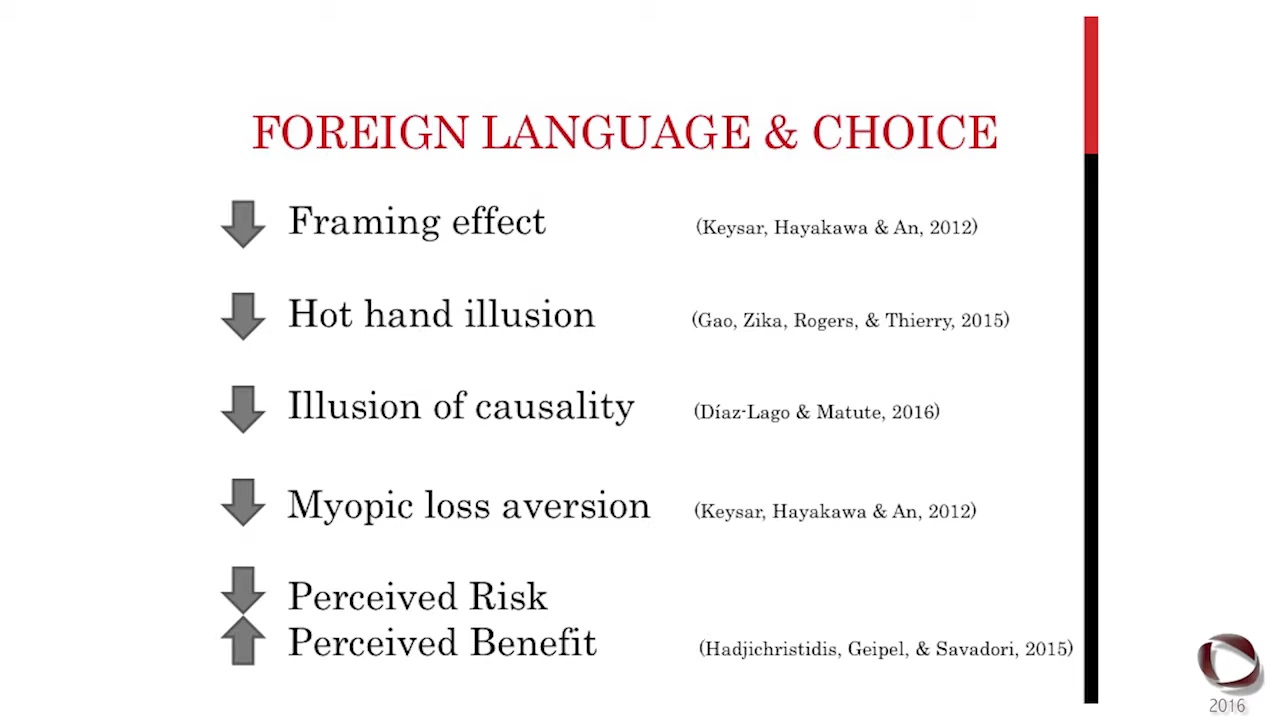 FOREIGN LANGUAGE & CHOICE
Framing effect (Keysar, Hayakawa & An, 2012)
Hot hand illusion (Gao, Zika, Rogers, & Thierry, 2015)
Illusion of causality (Díaz-Lago & Matute, 2016)
Myopic loss aversion (Keysar, Hayakawa & An, 2012)
Perceived Risk
Perceived Benefit (Hadjichristidis, Geipel, & Savadori, 2015)
2016